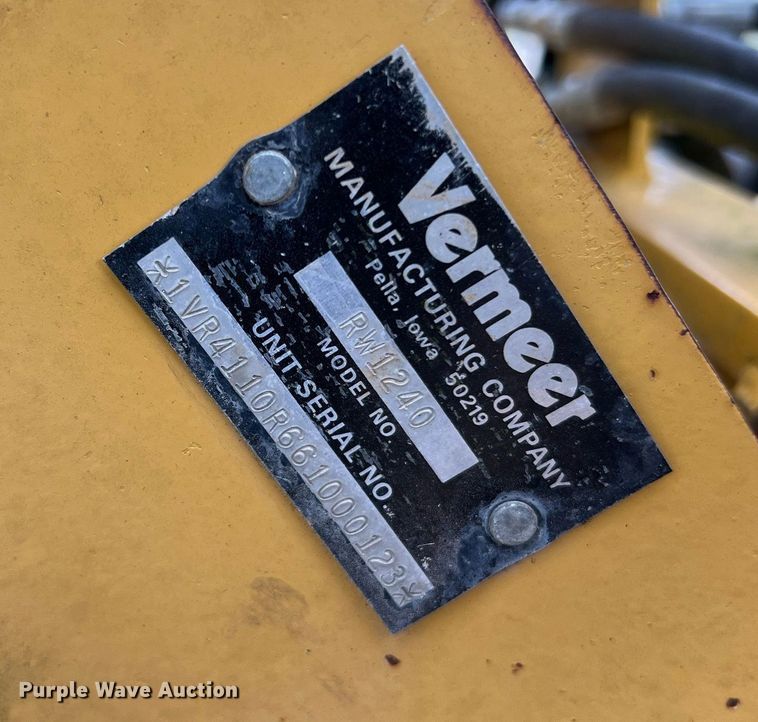 Vermeer
MANUFACTURING COMPANY
Pella, Iowa 50219
RW1240
MODEL NO.
UNIT SERIAL NO.
*1VR4110R661000123*
Purple Wave Auction